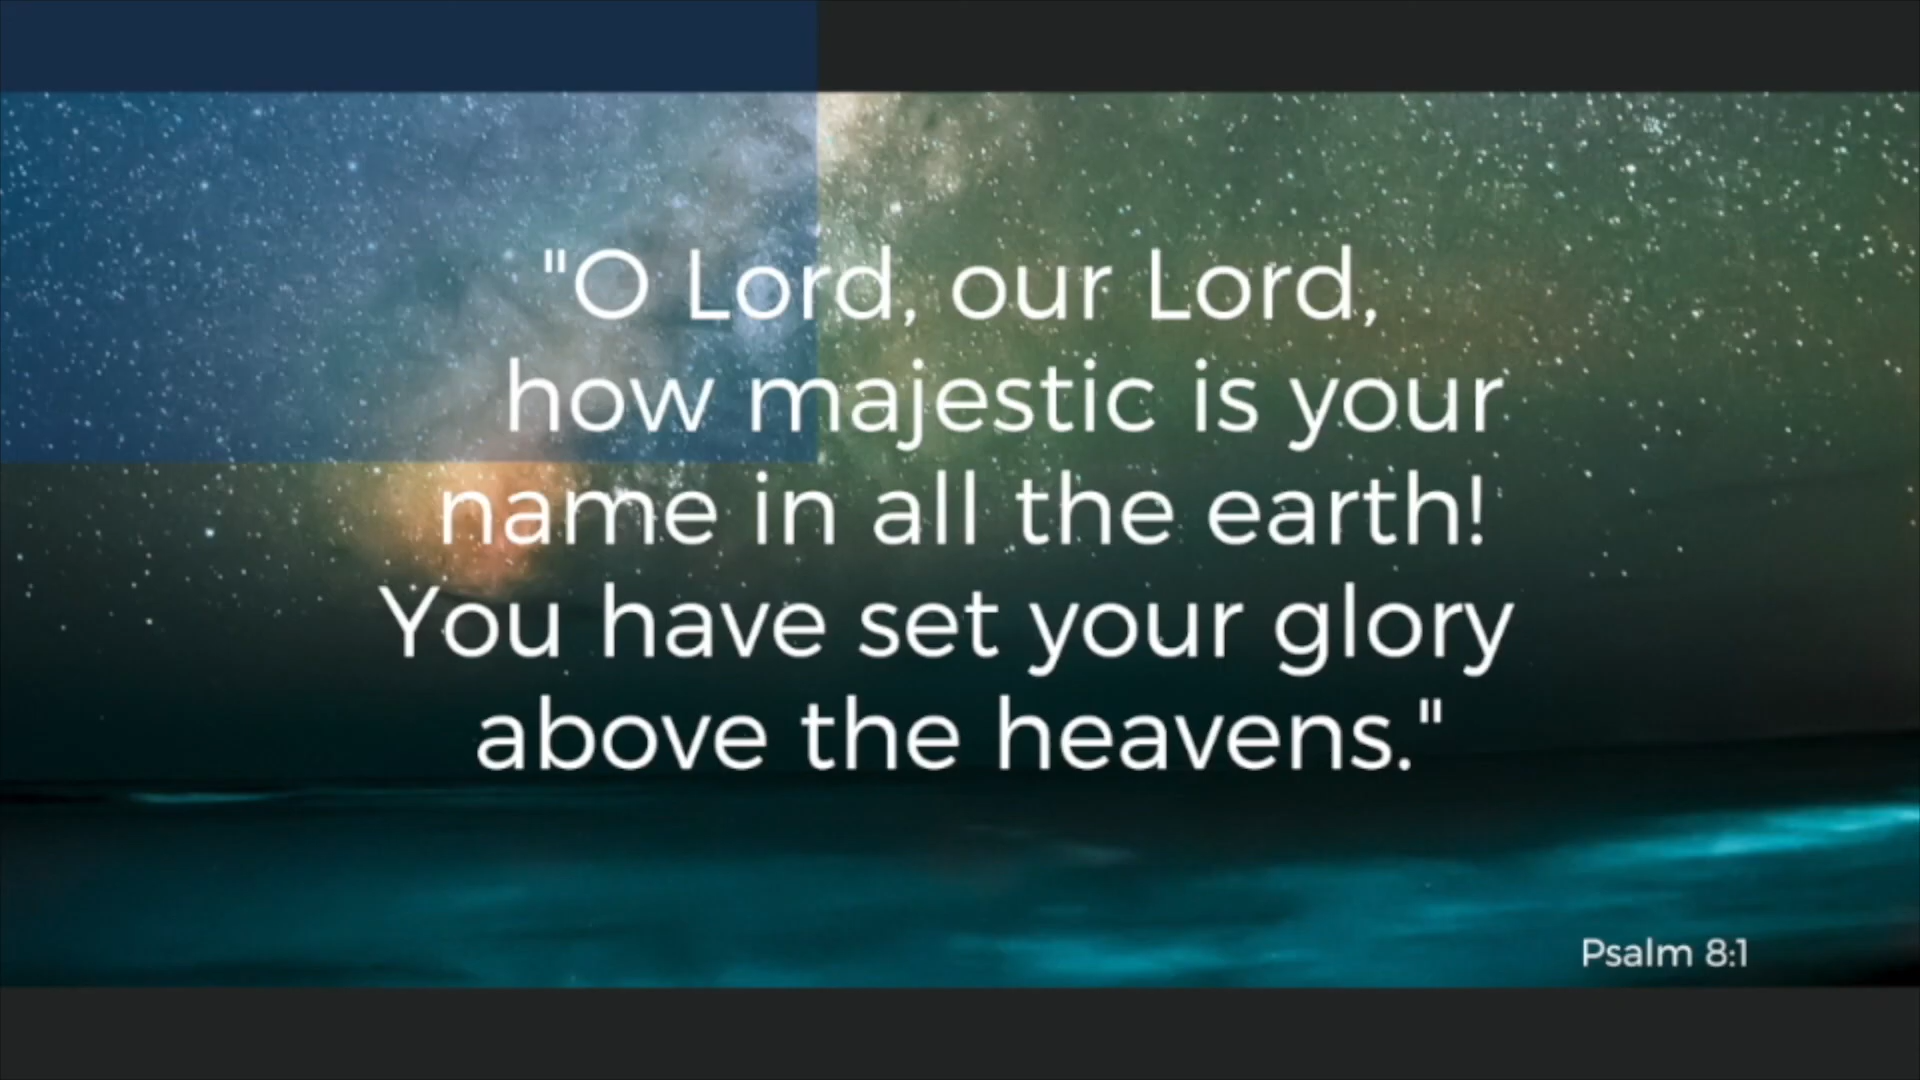 "O Lord, our Lord,
how majestic is your
name in all the earth!
You have set your glory
above the heavens."
Psalm 8:1